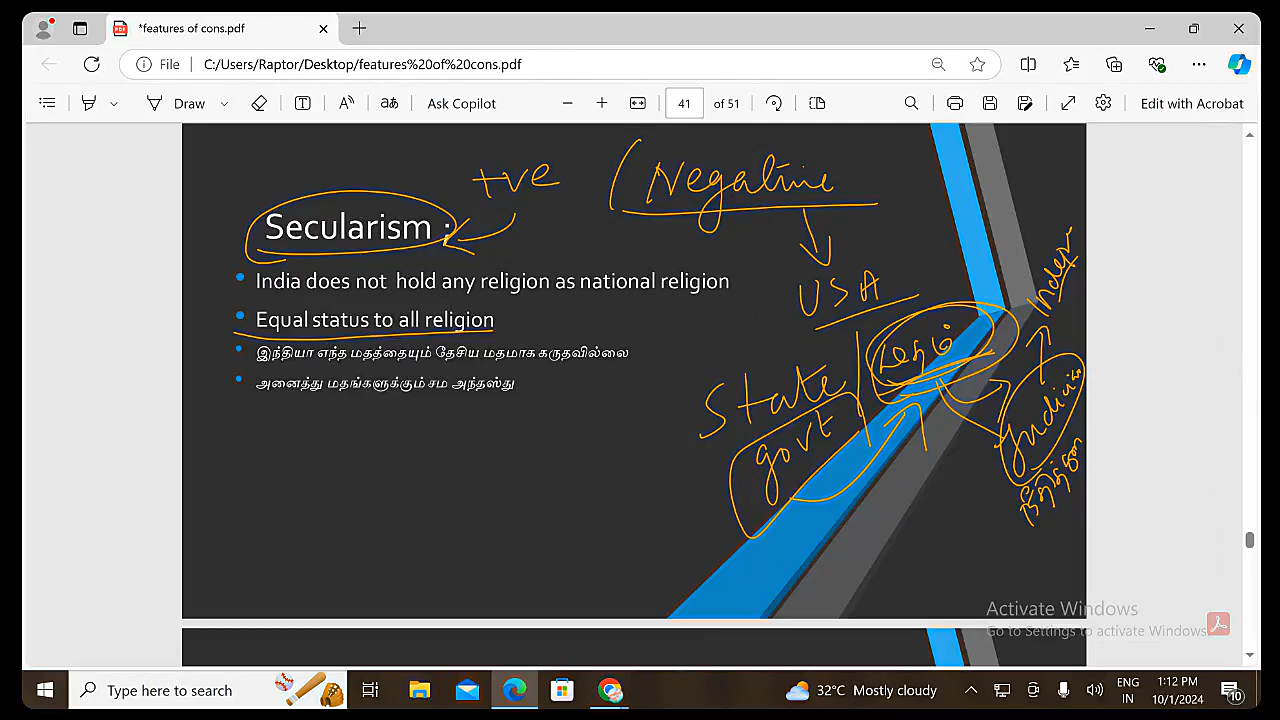 *features of cons.pdf
File C:/Users/Raptor/Desktop/features%20of%20cons.pdf
Draw Ask Copilot 41 of 51 Edit with Acrobat
+ve (Negative
Secularism :
• India does not hold any religion as national religion
USA
• Equal status to all religion
• இந்தியா எந்த மதத்தையும் தேசிய மதமாக கருதவில்லை
• அனைத்து மதங்களுக்கும் சம அந்தஸ்து
State
govt
Activate Windows
Go to Settings to activate Windows.
Type here to search 32°C Mostly cloudy ENG IN 1:12 PM 10/1/2024 10